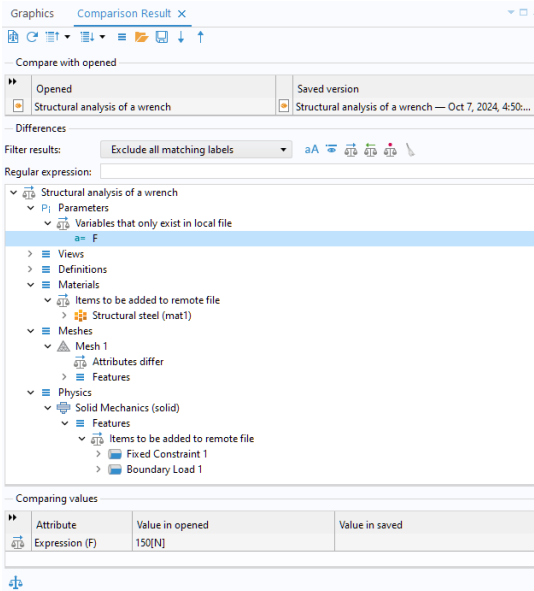 Graphics
Comparison Result
Compare with opened
Opened
Saved version
Structural analysis of a wrench
Structural analysis of a wrench — Oct 7, 2024, 4:50:...
Differences
Filter results:
Exclude all matching labels
aA
Regular expression:
Structural analysis of a wrench
Pi Parameters
Variables that only exist in local file
a= F
Views
Definitions
Materials
Items to be added to remote file
Structural steel (mat1)
Meshes
Mesh 1
Attributes differ
Features
Physics
Solid Mechanics (solid)
Features
Items to be added to remote file
Fixed Constraint 1
Boundary Load 1
Comparing values
Attribute
Value in opened
Value in saved
Expression (F)
150[N]